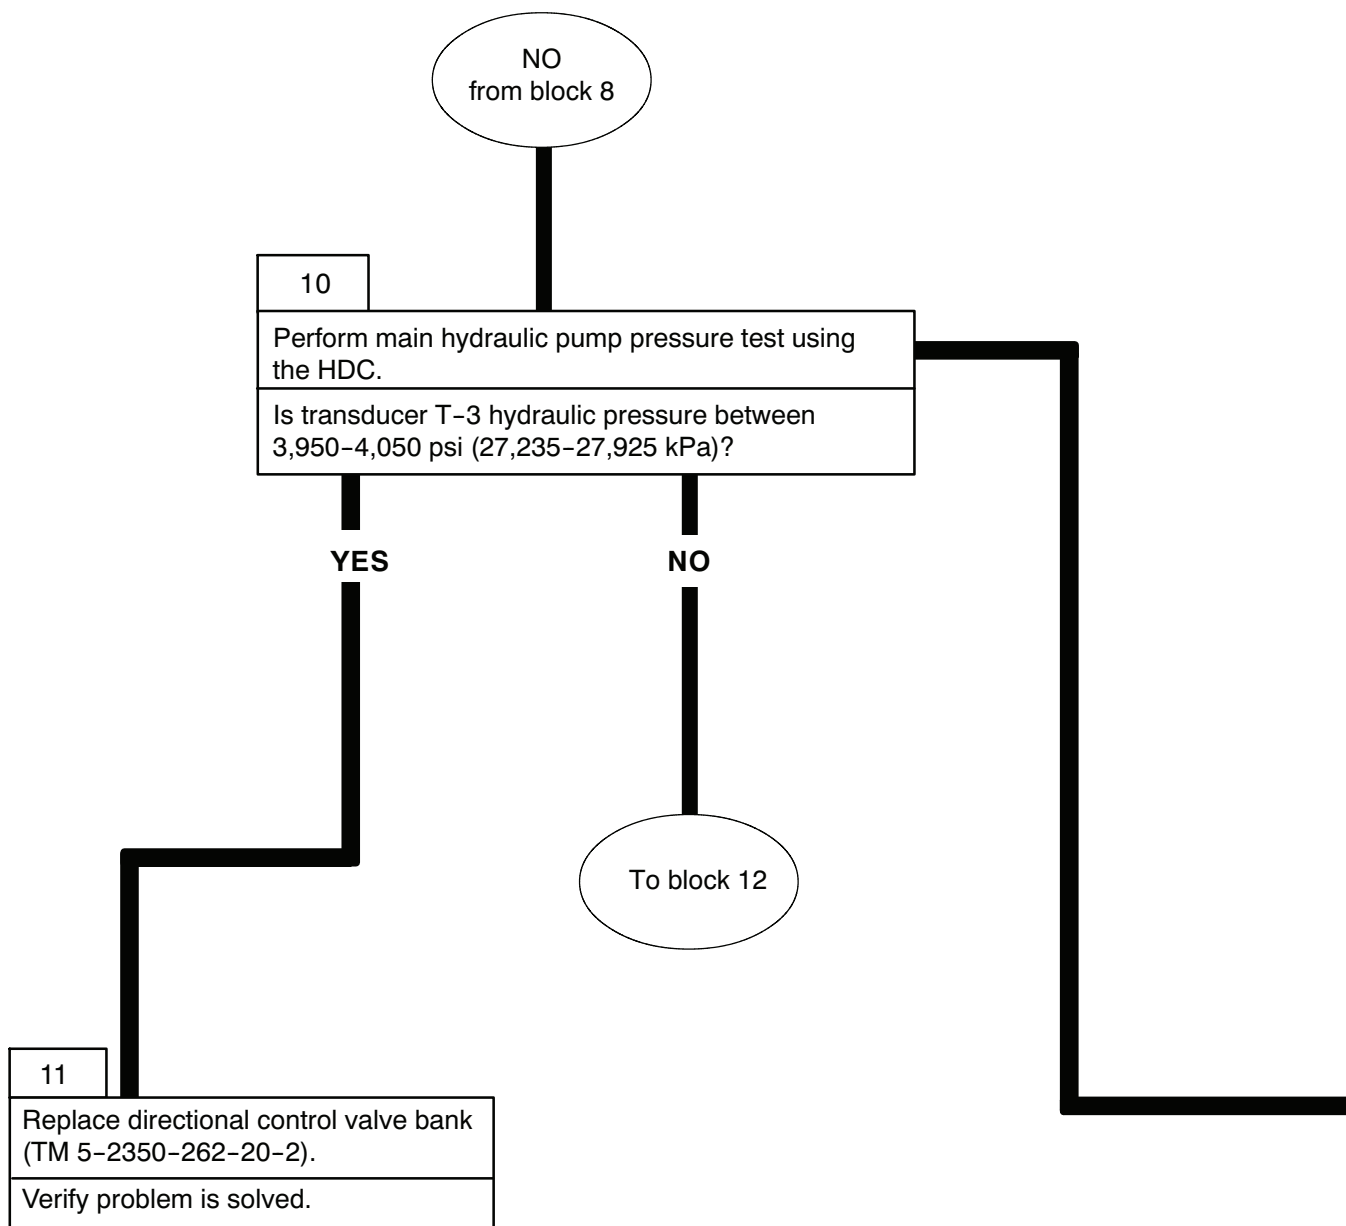 NO
from block 8
10
Perform main hydraulic pump pressure test using
the HDC.
Is transducer T-3 hydraulic pressure between
3,950-4,050 psi (27,235-27,925 kPa)?
YES
NO
To block 12
11
Replace directional control valve bank
(TM 5-2350-262-20-2).
Verify problem is solved.